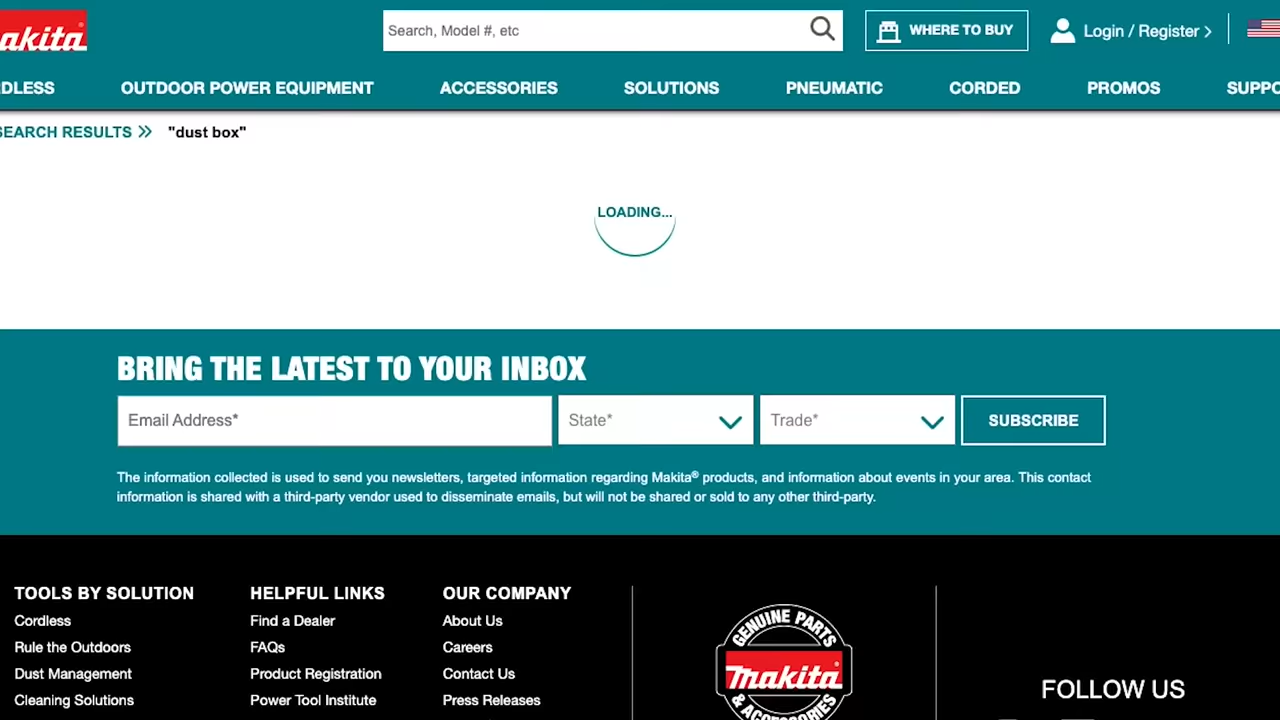 akita
Search, Model #, etc
WHERE TO BUY
Login / Register
DLESS
OUTDOOR POWER EQUIPMENT
ACCESSORIES
SOLUTIONS
PNEUMATIC
CORDED
PROMOS
SUPPO
SEARCH RESULTS
"dust box"
LOADING...
BRING THE LATEST TO YOUR INBOX
Email Address*
State*
Trade*
SUBSCRIBE
The information collected is used to send you newsletters, targeted information regarding Makita® products, and information about events in your area. This contact
information is shared with a third-party vendor used to disseminate emails, but will not be shared or sold to any other third-party.
TOOLS BY SOLUTION
Cordless
Rule the Outdoors
Dust Management
Cleaning Solutions
HELPFUL LINKS
Find a Dealer
FAQs
Product Registration
Power Tool Institute
OUR COMPANY
About Us
Careers
Contact Us
Press Releases
GENUINE PARTS
Makita
& ACCESSORIES
FOLLOW US